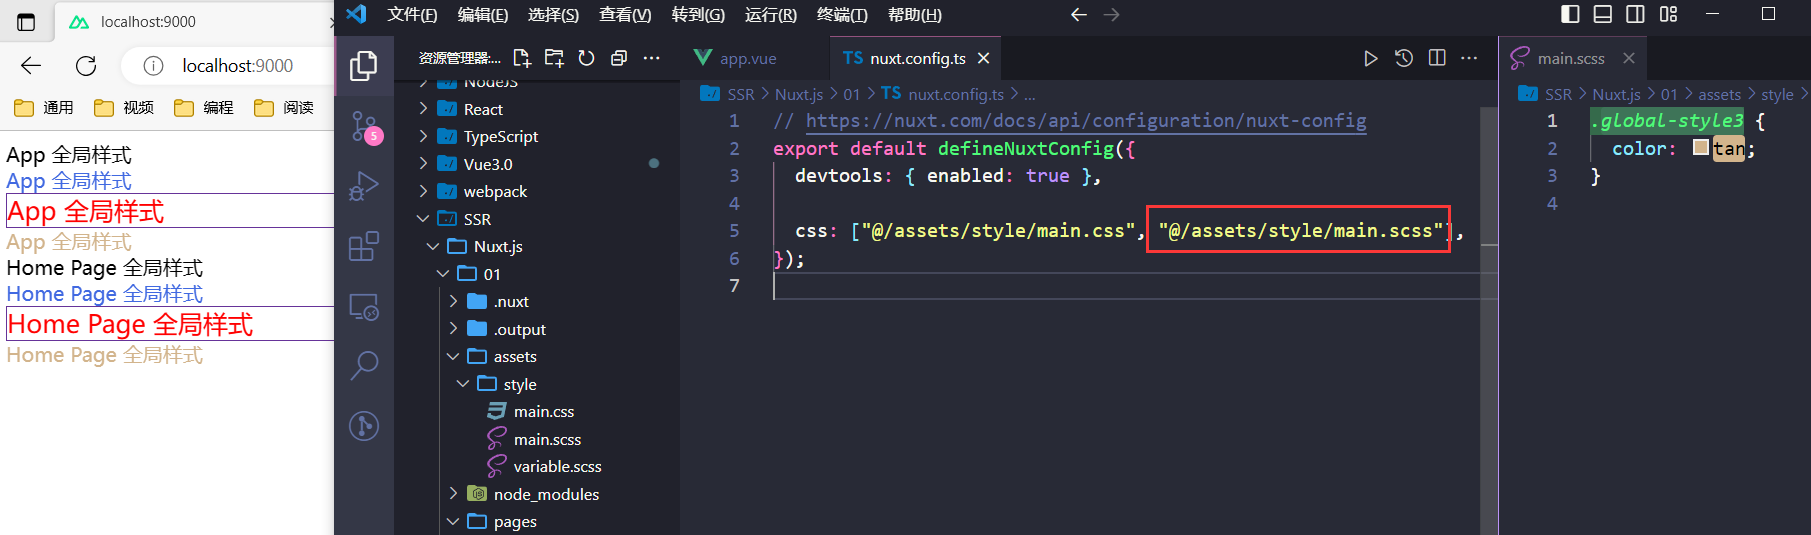 localhost:9000
localhost:9000
通用 视频 编程 阅读
App 全局样式
App 全局样式
App 全局样式
App 全局样式
Home Page 全局样式
Home Page 全局样式
Home Page 全局样式
Home Page 全局样式
文件(F) 编辑(E) 选择(S) 查看(V) 转到(G) 运行(R) 终端(T) 帮助(H)
5
资源管理器:...
NodeJS
React
TypeScript
Vue3.0
webpack
SSR
Nuxt.js
01
.nuxt
.output
assets
style
main.css
main.scss
variable.scss
node_modules
pages
app.vue
TS nuxt.config.ts
SSR > Nuxt.js > 01 > TS nuxt.config.ts > ...
1 // https://nuxt.com/docs/api/configuration/nuxt-config
2 export default defineNuxtConfig({
3 devtools: { enabled: true },
4
5 css: ["@/assets/style/main.css", "@/assets/style/main.scss"],
6 });
7
main.scss
SSR > Nuxt.js > 01 > assets > style >
1 .global-style3 {
2 color: tan;
3 }
4